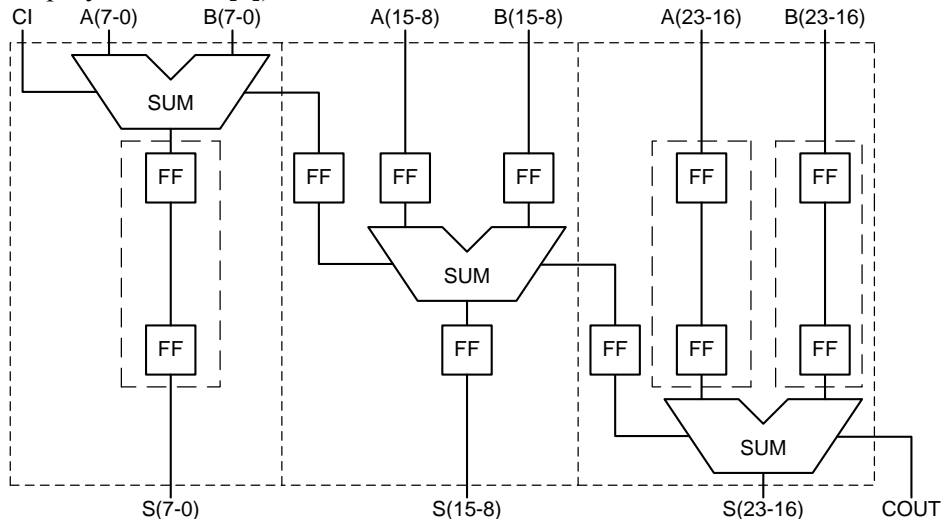 CI A(7-0) B(7-0) A(15-8) B(15-8) A(23-16) B(23-16)
SUM
FF FF FF FF FF FF
SUM
FF FF FF FF FF
SUM
S(7-0) S(15-8) S(23-16) COUT